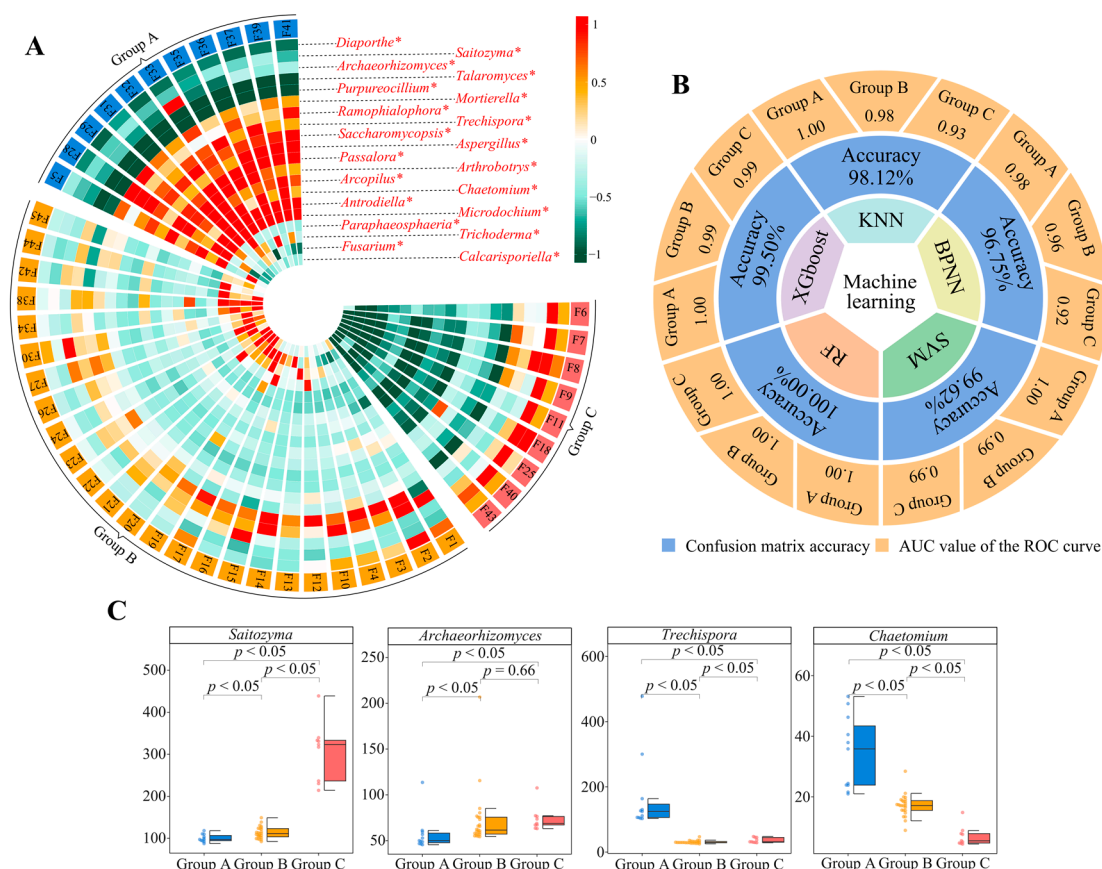 A
Group A
F5
F28
F29
F31
F32
F33
F35
F36
F37
F39
F41
Diaporthe*
Saitozyma*
Archaeorhizomyces*
Talaromyces*
Purpureocillium*
Mortierella*
Ramophialophora*
Trechispora*
Saccharomycopsis*
Aspergillus*
Passalora*
Arthrobotrys*
Arcopilus*
Chaetomium*
Antrodiella*
Microdochium*
Paraphaeosphaeria*
Trichoderma*
Fusarium*
Calcarisporiella*
1
0.5
0
−0.5
−1
F45
F44
F42
F38
F34
F30
F27
F26
F24
F23
F22
F21
F20
F19
F17
F16
F15
F14
F13
F12
F10
F4
F3
F2
F1
Group B
F6
F7
F8
F9
F11
F18
F25
F40
F43
Group C
B
Group A
1.00
Group B
0.98
Group C
0.93
Accuracy
98.12%
KNN
Group A
0.98
Group B
0.96
Group C
0.92
Accuracy
96.75%
BPNN
Group A
1.00
Group B
0.99
Group C
0.99
Accuracy
99.62%
SVM
Group A
1.00
Group B
1.00
Group C
1.00
Accuracy
100.00%
RF
Group A
1.00
Group B
0.99
Group C
0.99
Accuracy
99.50%
XGboost
Machine
learning
Confusion matrix accuracy
AUC value of the ROC curve
C
Saitozyma
p < 0.05
p < 0.05
p < 0.05
500
400
300
200
100
Group A Group B Group C
Archaeorhizomyces
p < 0.05
p = 0.66
p < 0.05
250
200
150
100
50
Group A Group B Group C
Trechispora
p < 0.05
p < 0.05
p < 0.05
600
400
200
0
Group A Group B Group C
Chaetomium
p < 0.05
p < 0.05
p < 0.05
60
40
20
Group A Group B Group C